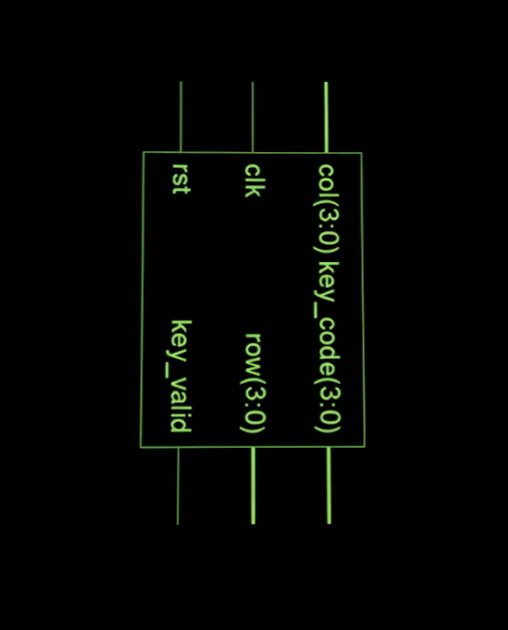 col(3:0) key_code(3:0)
clk row(3:0)
rst key_valid